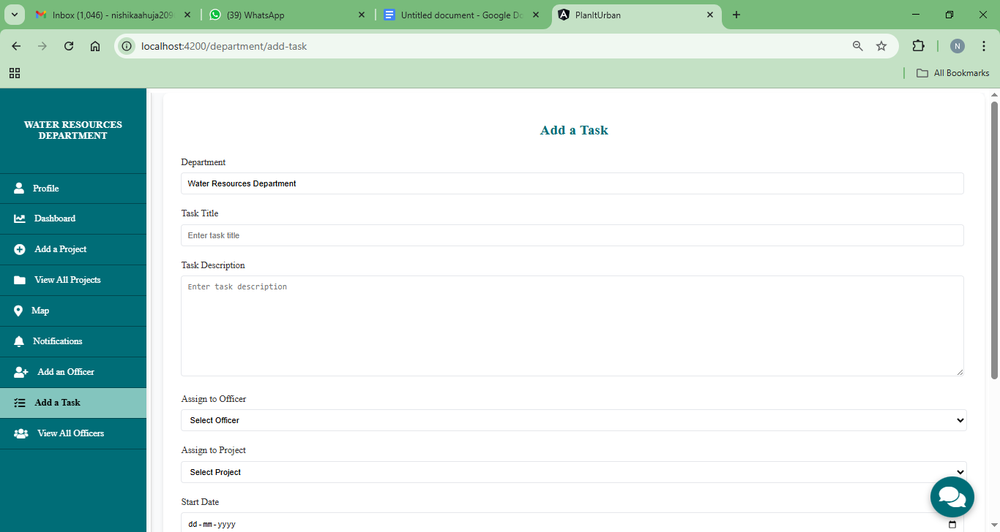 Inbox (1,046) - nishikaahuja209
(39) WhatsApp
Untitled document - Google Do
PlanItUrban
localhost:4200/department/add-task
N
All Bookmarks
WATER RESOURCES
DEPARTMENT
Profile
Dashboard
Add a Project
View All Projects
Map
Notifications
Add an Officer
Add a Task
View All Officers
Add a Task
Department
Water Resources Department
Task Title
Enter task title
Task Description
Enter task description
Assign to Officer
Select Officer
Assign to Project
Select Project
Start Date
dd-mm-yyyy